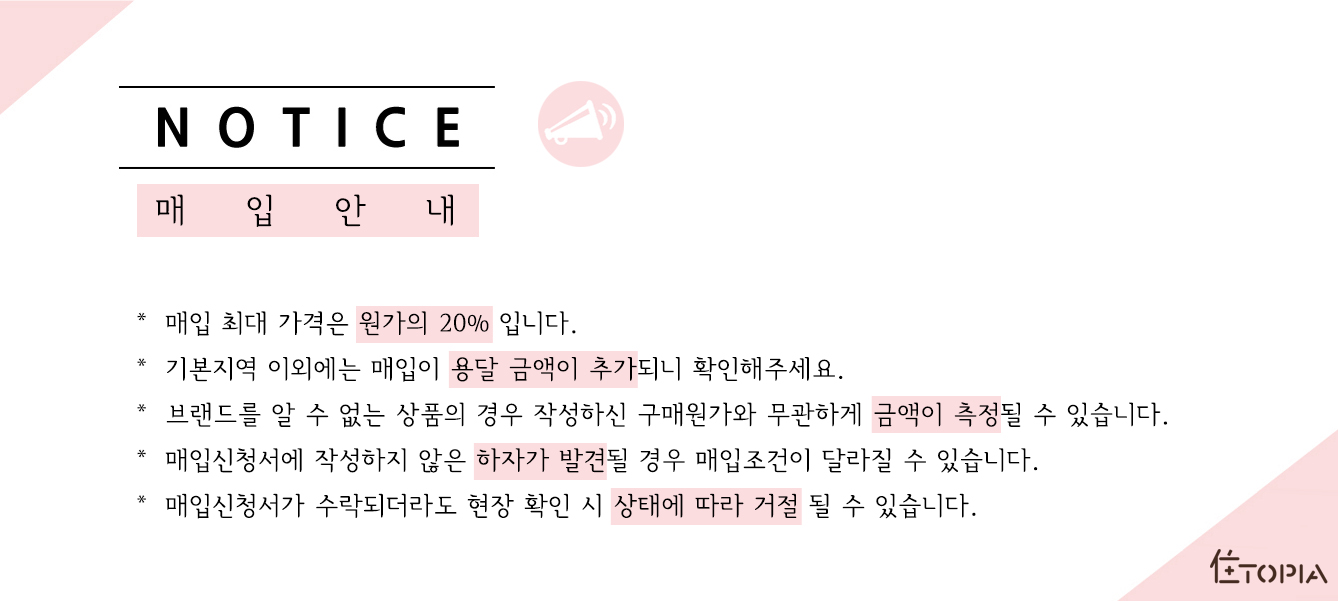 NOTICE
매입안내
* 매입 최대 가격은 원가의 20% 입니다.
* 기본지역 이외에는 매입이 용달 금액이 추가되니 확인해주세요.
* 브랜드를 알 수 없는 상품의 경우 작성하신 구매원가와 무관하게 금액이 측정될 수 있습니다.
* 매입신청서에 작성하지 않은 하자가 발견될 경우 매입조건이 달라질 수 있습니다.
* 매입신청서가 수락되더라도 현장 확인 시 상태에 따라 거절 될 수 있습니다.
住TOPIA